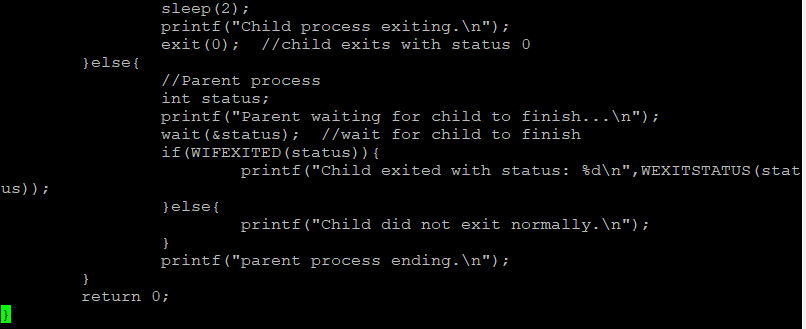 sleep(2);
printf("Child process exiting.\n");
exit(0);  //child exits with status 0
}else{
//Parent process
int status;
printf("Parent waiting for child to finish...\n");
wait(&status);  //wait for child to finish
if(WIFEXITED(status)){
printf("Child exited with status: %d\n",WEXITSTATUS(stat
us));
}else{
printf("Child did not exit normally.\n");
}
printf("parent process ending.\n");
}
return 0;
}